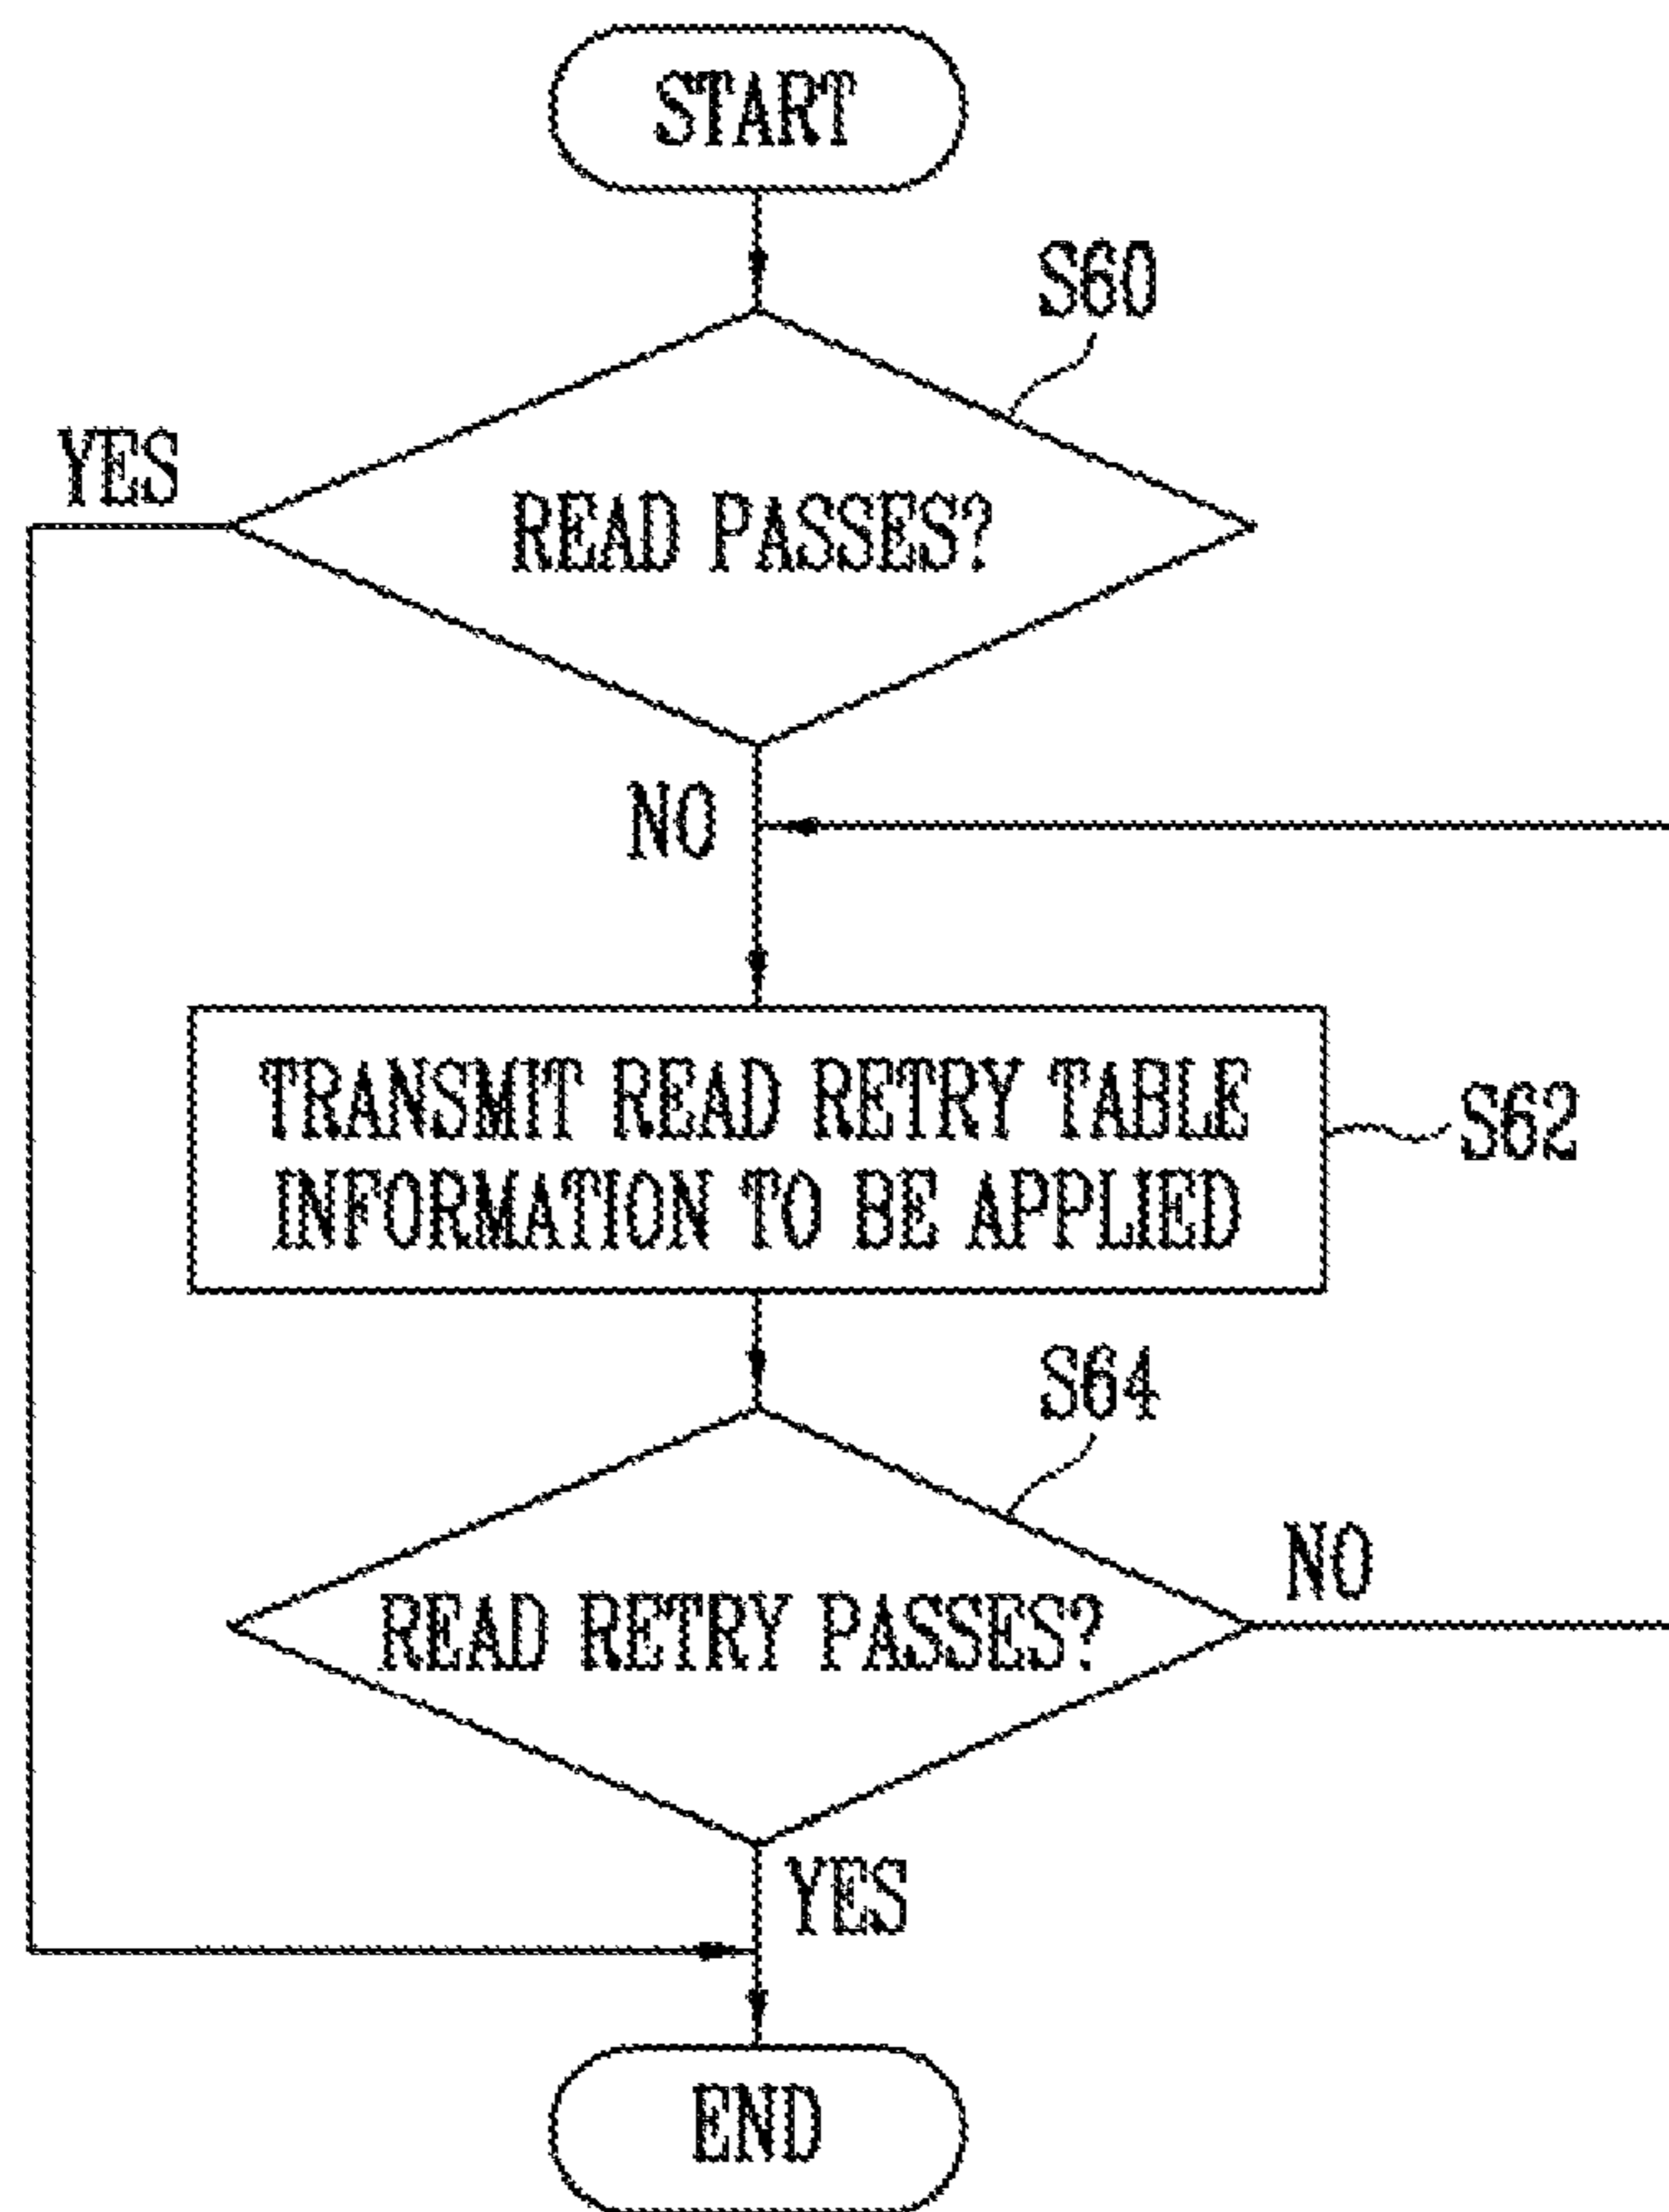 START
S60
YES
READ PASSES?
NO
TRANSMIT READ RETRY TABLE
INFORMATION TO BE APPLIED
S62
S64
NO
READ RETRY PASSES?
YES
END